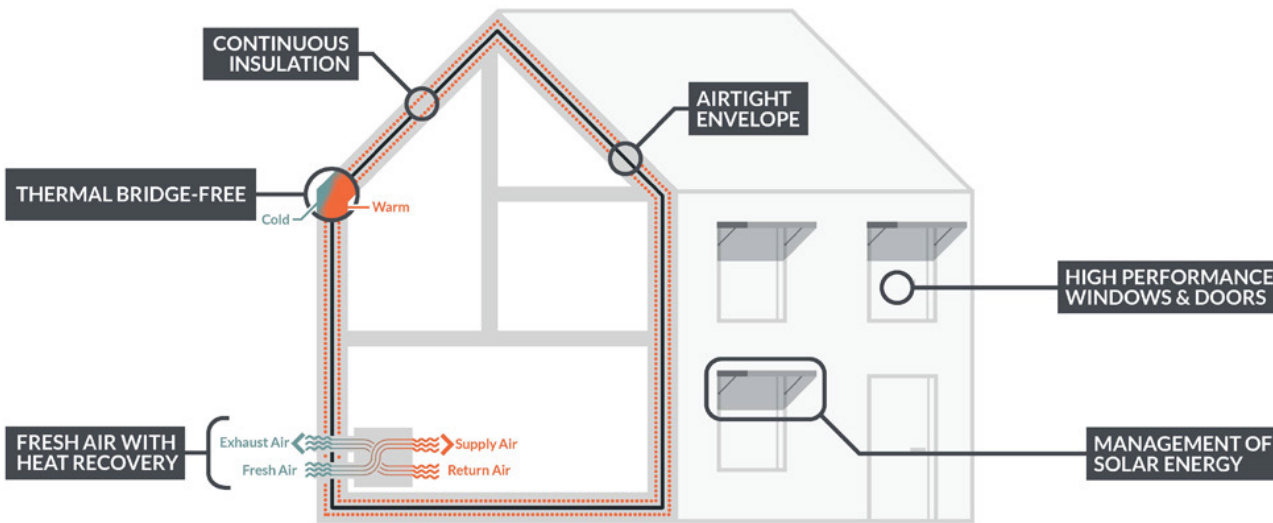 CONTINUOUS
INSULATION
AIRTIGHT
ENVELOPE
THERMAL BRIDGE-FREE
Cold
Warm
HIGH PERFORMANCE
WINDOWS & DOORS
FRESH AIR WITH
HEAT RECOVERY
Exhaust Air
Supply Air
Fresh Air
Return Air
MANAGEMENT OF
SOLAR ENERGY